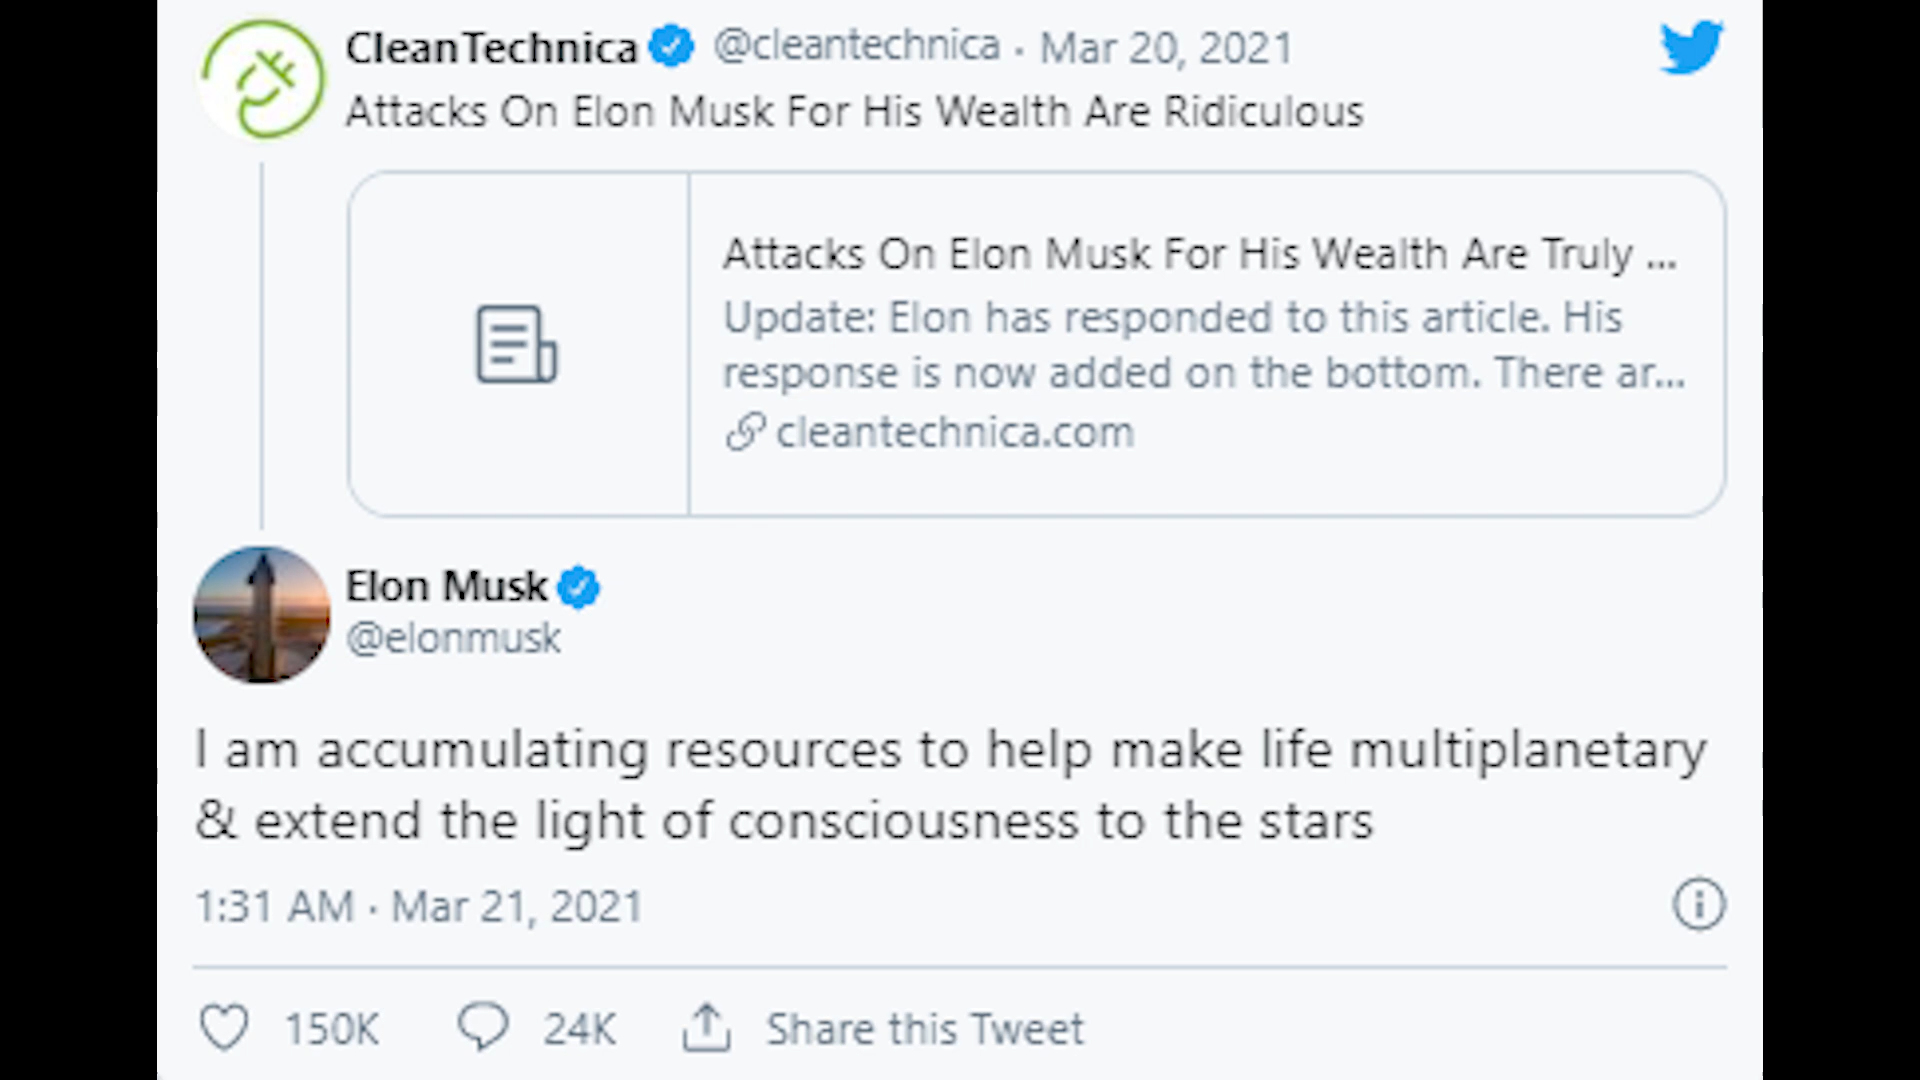 CleanTechnica @cleantechnica · Mar 20, 2021
Attacks On Elon Musk For His Wealth Are Ridiculous
Attacks On Elon Musk For His Wealth Are Truly ...
Update: Elon has responded to this article. His
response is now added on the bottom. There ar...
cleantechnica.com
Elon Musk
@elonmusk
I am accumulating resources to help make life multiplanetary
& extend the light of consciousness to the stars
1:31 AM · Mar 21, 2021
150K 24K Share this Tweet